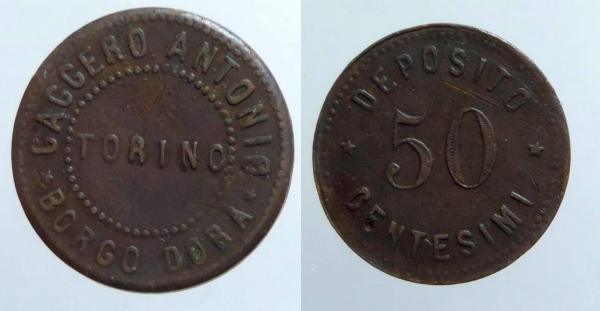 GAGGERO ANTONIO
TORINO
BORGO DORA
DEPOSITO
50
CENTESIMI